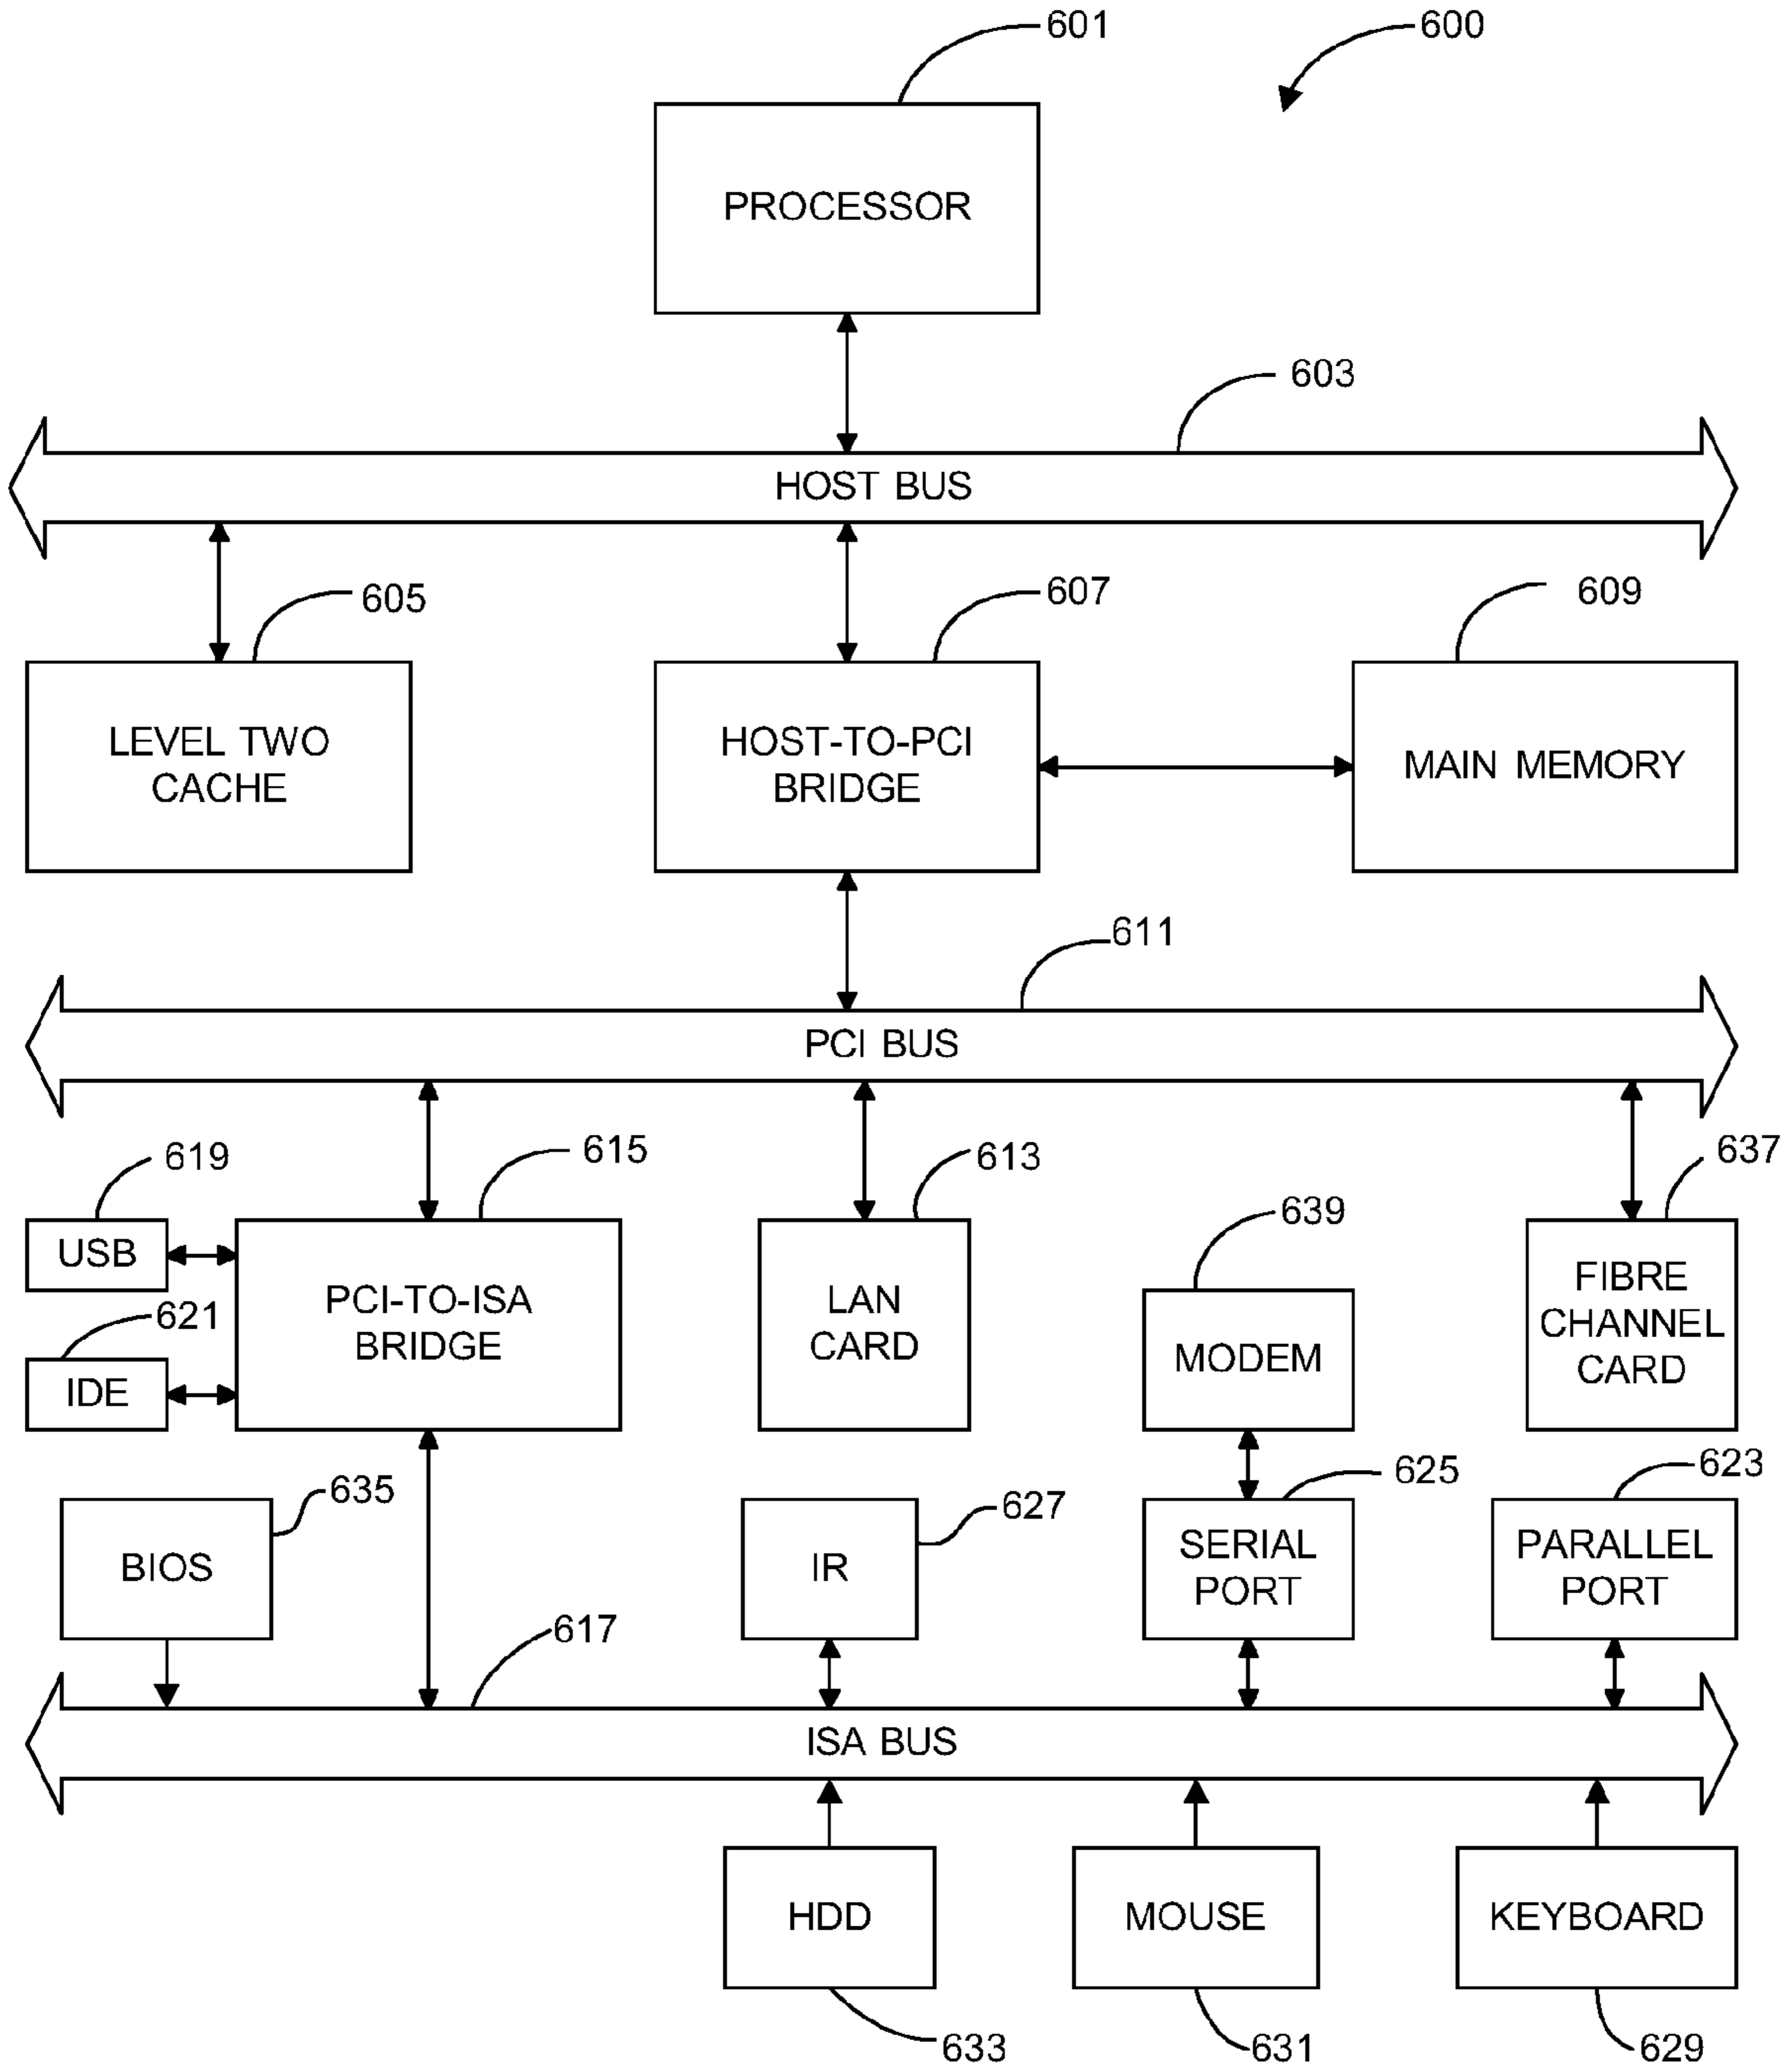 601
600
PROCESSOR
603
HOST BUS
605
607
609
LEVEL TWO
CACHE
HOST-TO-PCI
BRIDGE
MAIN MEMORY
611
PCI BUS
619
615
613
637
639
USB
621
IDE
PCI-TO-ISA
BRIDGE
LAN
CARD
MODEM
FIBRE
CHANNEL
CARD
635
627
625
623
BIOS
IR
SERIAL
PORT
PARALLEL
PORT
617
ISA BUS
HDD
MOUSE
KEYBOARD
633
631
629